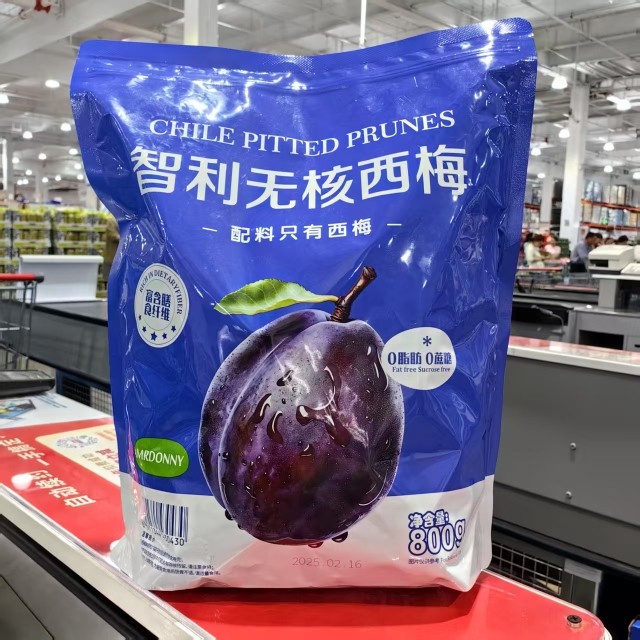 CHILE PITTED PRUNES
智利无核西梅
配料只有西梅
RICH IN DIETARY FIBER
富含膳
食纤维
*
0脂肪 0蔗糖
Fat free Sucrose free
MRDONNY
净含量:
800g
2025.02.16